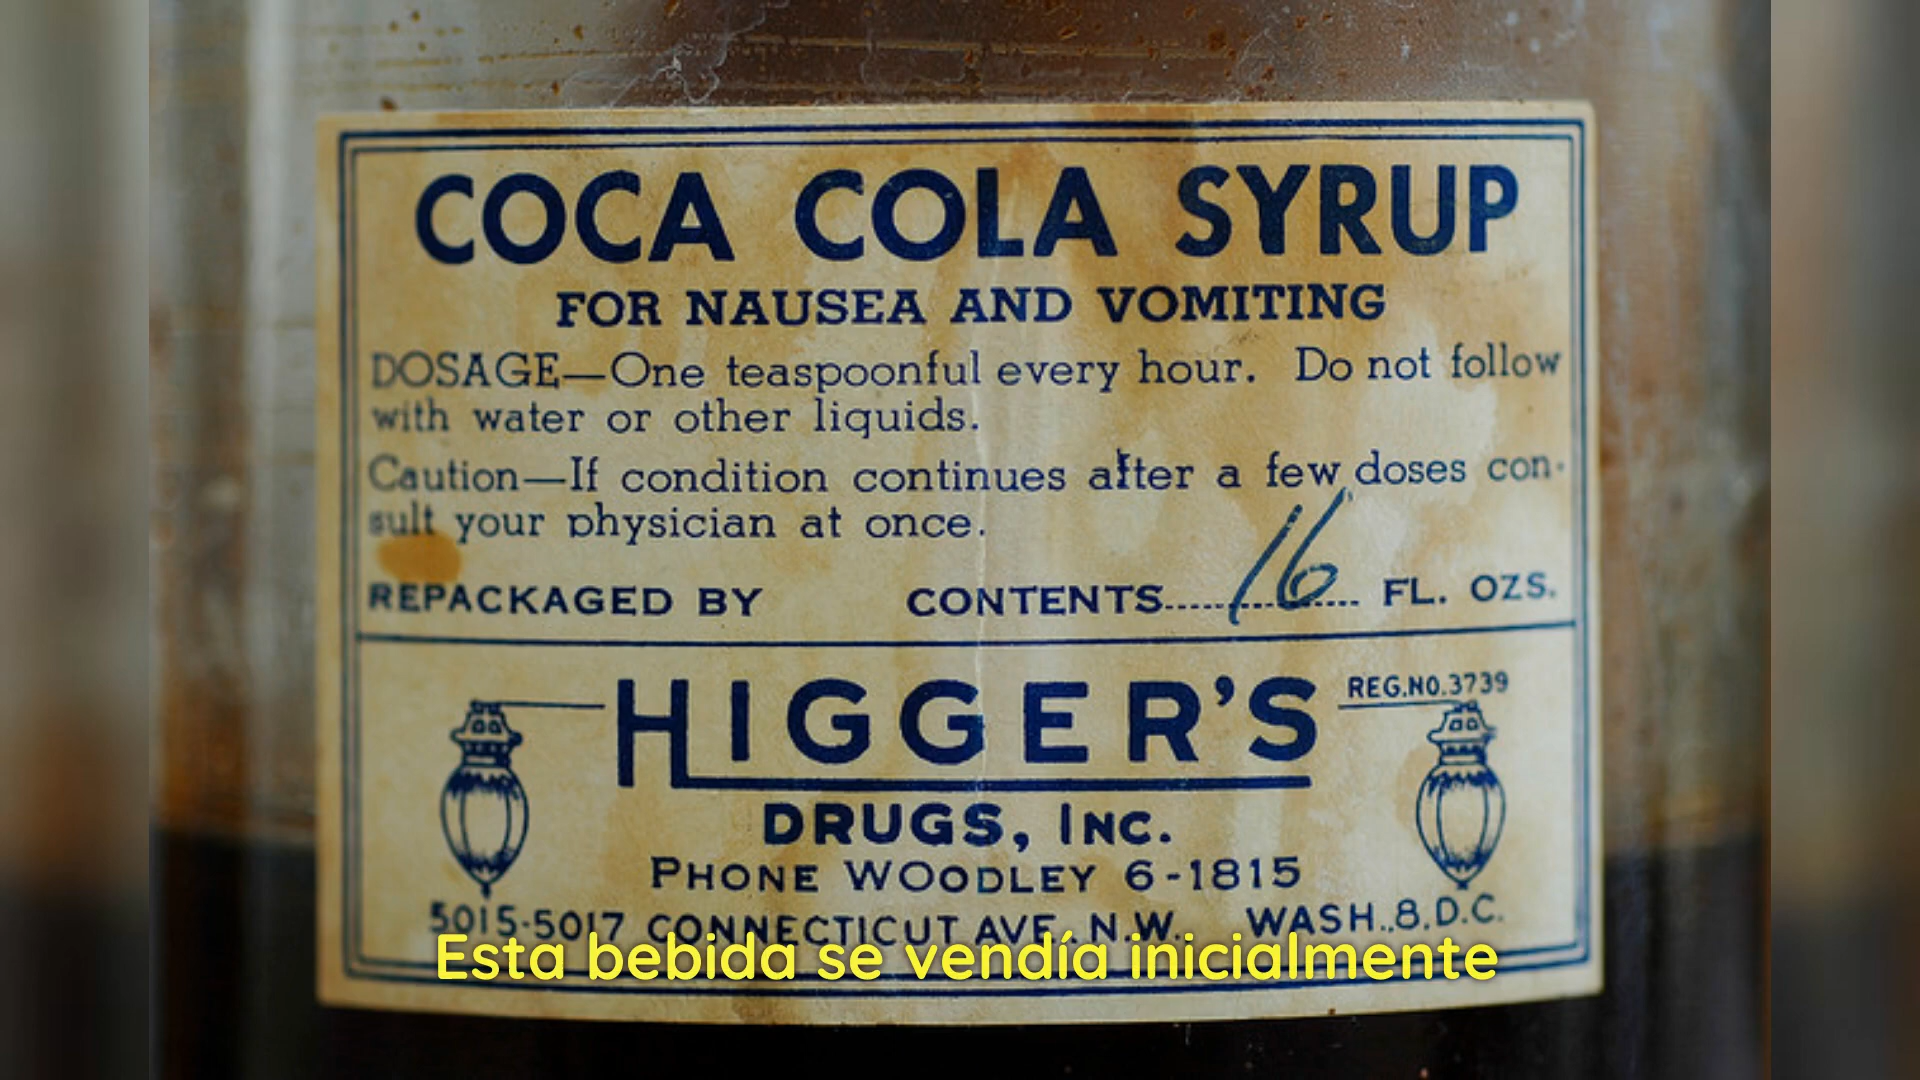 COCA COLA SYRUP
FOR NAUSEA AND VOMITING
DOSAGE—One teaspoonful every hour. Do not follow
with water or other liquids.
Caution—If condition continues after a few doses con-
sult your physician at once.
REPACKAGED BY CONTENTS........16........ FL. OZS.
HIGGER'S
REG.NO.3739
DRUGS, INC.
PHONE WOODLEY 6-1815
5015-5017 CONNECTICUT AVE. N.W. WASH.,8,D.C.
Esta bebida se vendía inicialmente